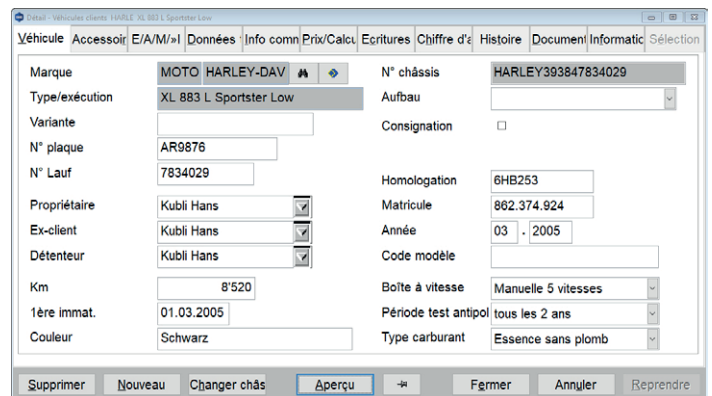 Détail - Véhicules clients HARLE XL 883 L Sportster Low
Véhicule Accessoir E/A/M/»I Données Info comn Prix/Calcu Ecritures Chiffre d'a Histoire Document Informatic Sélection
Marque MOTO HARLEY-DAV N° châssis HARLEY393847834029
Type/exécution XL 883 L Sportster Low Aufbau
Variante Consignation
N° plaque AR9876
N° Lauf 7834029 Homologation 6HB253
Propriétaire Kubli Hans Matricule 862.374.924
Ex-client Kubli Hans Année 03 . 2005
Détenteur Kubli Hans Code modèle
Km 8'520 Boîte à vitesse Manuelle 5 vitesses
1ère immat. 01.03.2005 Période test antipol tous les 2 ans
Couleur Schwarz Type carburant Essence sans plomb
Supprimer Nouveau Changer châs Aperçu Fermer Annuler Reprendre